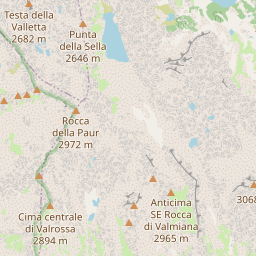 Testa della
Valletta
2682 m
Punta
della Sella
2646 m
Rocca
della Paur
2972 m
Cima centrale
di Valrossa
2894 m
Anticima
SE Rocca
di Valmiana
2965 m
3068